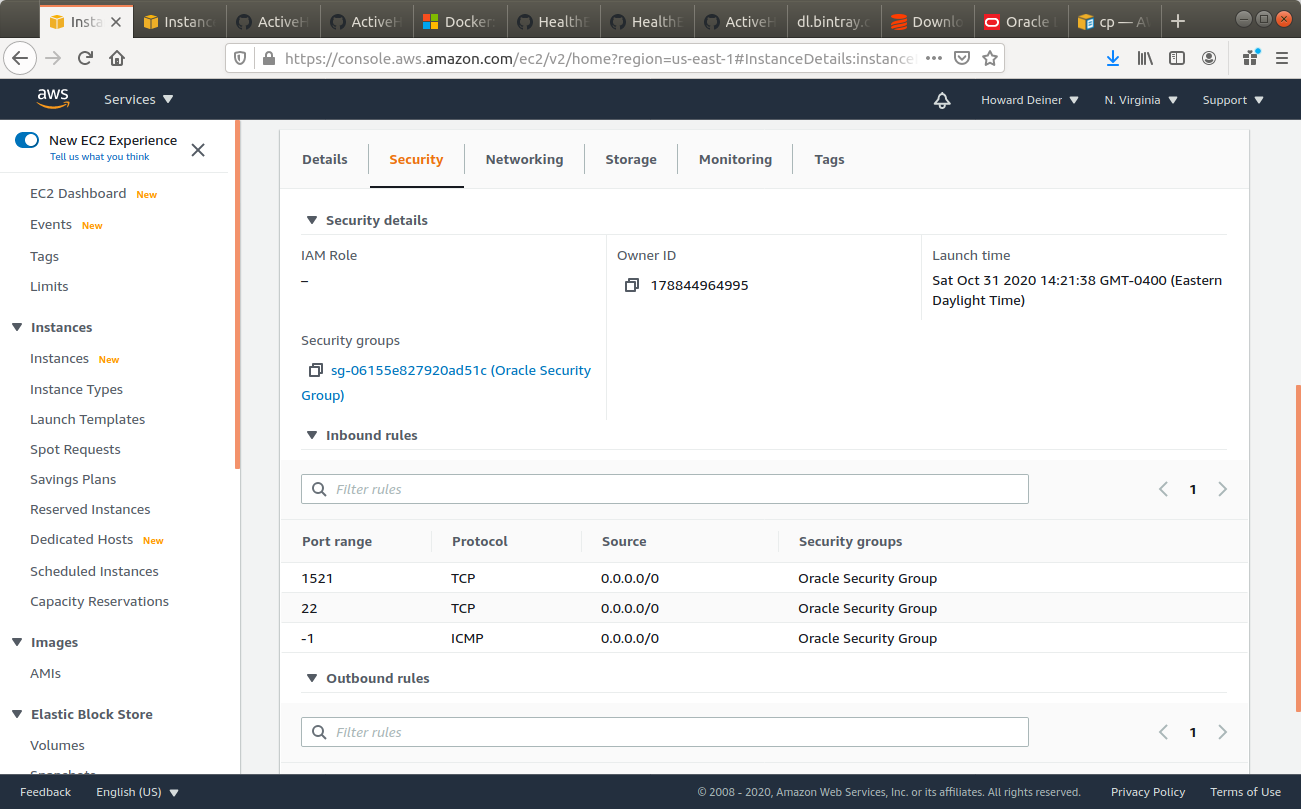 Insta
Instanc
ActiveH
ActiveH
Docker:
HealthE
HealthE
ActiveH
dl.bintray.c
Downlo
Oracle
cp — A
https://console.aws.amazon.com/ec2/v2/home?region=us-east-1#InstanceDetails:instance
aws
Services
Howard Deiner
N. Virginia
Support
New EC2 Experience
Tell us what you think
EC2 Dashboard New
Events New
Tags
Limits
Instances
Instances New
Instance Types
Launch Templates
Spot Requests
Savings Plans
Reserved Instances
Dedicated Hosts New
Scheduled Instances
Capacity Reservations
Images
AMIs
Elastic Block Store
Volumes
Snapshots
Details Security Networking Storage Monitoring Tags
Security details
IAM Role
–
Owner ID
178844964995
Launch time
Sat Oct 31 2020 14:21:38 GMT-0400 (Eastern
Daylight Time)
Security groups
sg-06155e827920ad51c (Oracle Security
Group)
Inbound rules
Filter rules
1
Port range Protocol Source Security groups
1521 TCP 0.0.0.0/0 Oracle Security Group
22 TCP 0.0.0.0/0 Oracle Security Group
-1 ICMP 0.0.0.0/0 Oracle Security Group
Outbound rules
Filter rules
1
Feedback
English (US)
© 2008 - 2020, Amazon Web Services, Inc. or its affiliates. All rights reserved.
Privacy Policy
Terms of Use